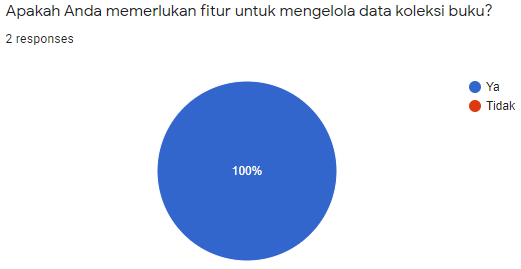 Apakah Anda memerlukan fitur untuk mengelola data koleksi buku?
2 responses
Ya
Tidak
100%